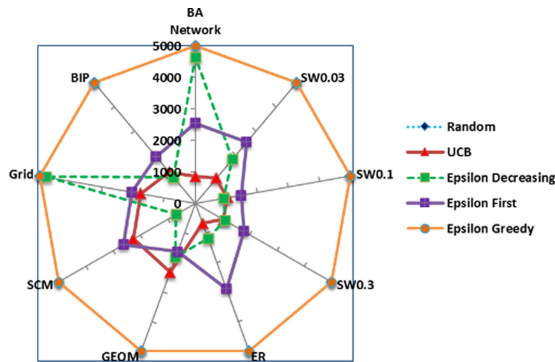 BA
Network
5000
4000
3000
2000
1000
0
SW0.03
SW0.1
SW0.3
ER
GEOM
SCM
Grid
BIP
Random
UCB
Epsilon Decreasing
Epsilon First
Epsilon Greedy